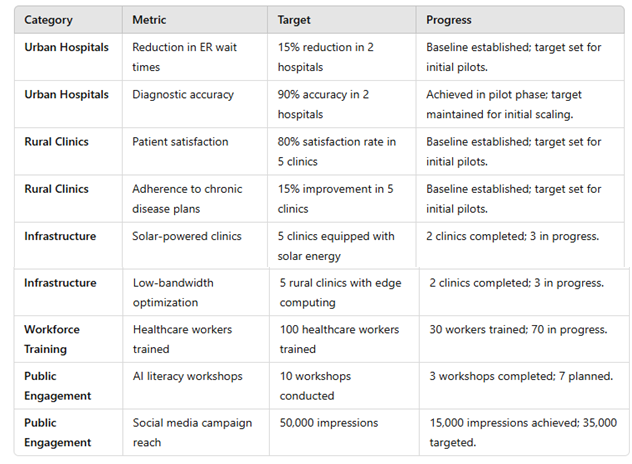 Category Metric Target Progress
Urban Hospitals Reduction in ER wait 15% reduction in 2 Baseline established; target set for
times hospitals initial pilots.
Urban Hospitals Diagnostic accuracy 90% accuracy in 2 Achieved in pilot phase; target
hospitals maintained for initial scaling.
Rural Clinics Patient satisfaction 80% satisfaction rate in Baseline established; target set for
5 clinics initial pilots.
Rural Clinics Adherence to chronic 15% improvement in 5 Baseline established; target set for
disease plans clinics initial pilots.
Infrastructure Solar-powered clinics 5 clinics equipped with 2 clinics completed; 3 in progress.
solar energy
Infrastructure Low-bandwidth 5 rural clinics with edge 2 clinics completed; 3 in progress.
optimization computing
Workforce Healthcare workers 100 healthcare workers 30 workers trained; 70 in progress.
Training trained trained
Public AI literacy workshops 10 workshops 3 workshops completed; 7 planned.
Engagement conducted
Public Social media campaign 50,000 impressions 15,000 impressions achieved; 35,000
Engagement reach targeted.